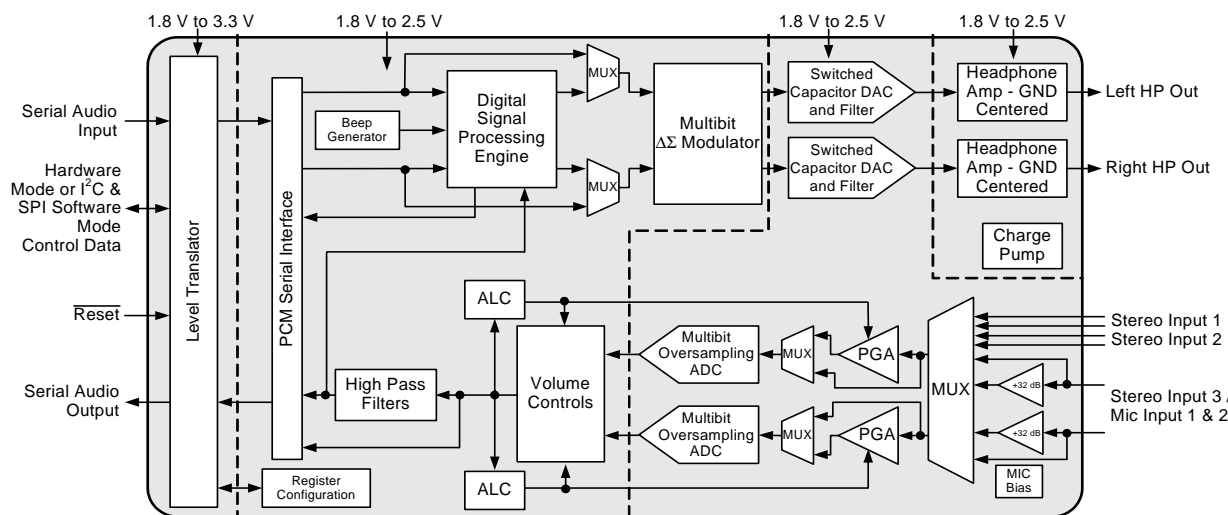 1.8 V to 3.3 V
1.8 V to 2.5 V
1.8 V to 2.5 V
1.8 V to 2.5 V
Serial Audio
Input
Hardware
Mode or I²C &
SPI Software
Mode
Control Data
Reset
Serial Audio
Output
Level Translator
PCM Serial Interface
Beep
Generator
Digital
Signal
Processing
Engine
MUX
MUX
Multibit
ΔΣ Modulator
Switched
Capacitor DAC
and Filter
Switched
Capacitor DAC
and Filter
Headphone
Amp - GND
Centered
Headphone
Amp - GND
Centered
Left HP Out
Right HP Out
Charge
Pump
ALC
High Pass
Filters
Volume
Controls
ALC
Register
Configuration
Multibit
Oversampling
ADC
Multibit
Oversampling
ADC
MUX
MUX
PGA
PGA
MUX
+32 dB
+32 dB
MIC
Bias
Stereo Input 1
Stereo Input 2
Stereo Input 3 /
Mic Input 1 & 2